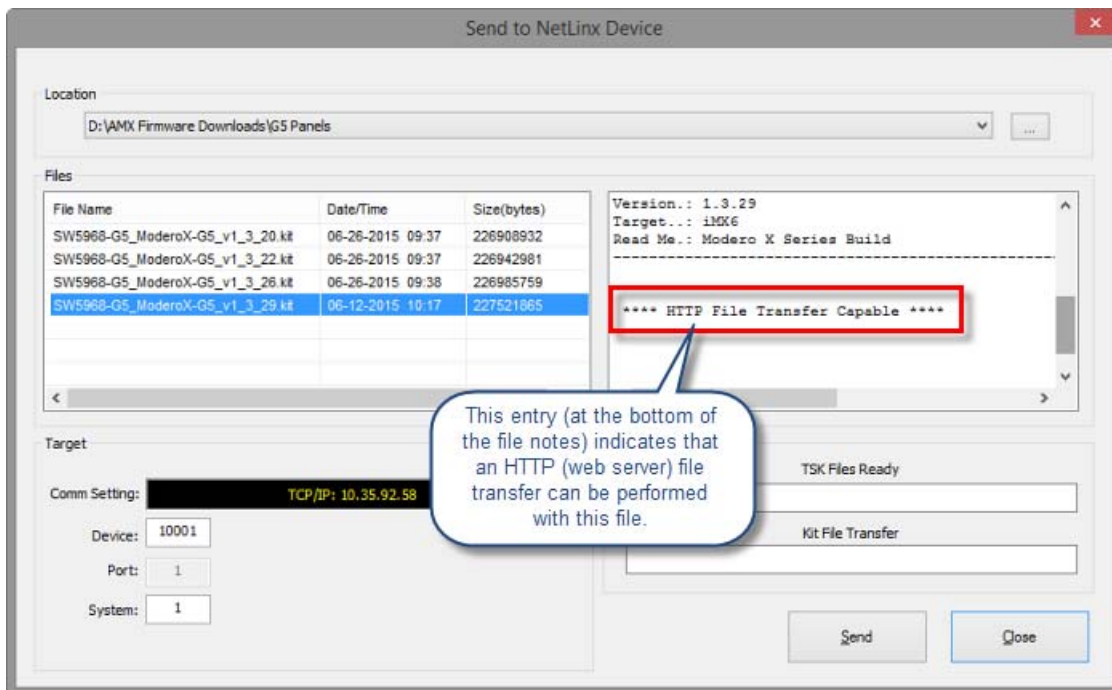 Send to NetLinx Device
x
Location
D:\AMX Firmware Downloads\G5 Panels
...
Files
File Name Date/Time Size(bytes)
SW5968-G5_ModeroX-G5_v1_3_20.kit 06-26-2015 09:37 226908932
SW5968-G5_ModeroX-G5_v1_3_22.kit 06-26-2015 09:37 226942981
SW5968-G5_ModeroX-G5_v1_3_26.kit 06-26-2015 09:38 226985759
SW5968-G5_ModeroX-G5_v1_3_29.kit 06-12-2015 10:17 227521865
Version.: 1.3.29
Target..: iMX6
Read Me.: Modero X Series Build
**** HTTP File Transfer Capable ****
This entry (at the bottom of
the file notes) indicates that
an HTTP (web server) file
transfer can be performed
with this file.
Target
Comm Setting: TCP/IP: 10.35.92.58
Device: 10001
Port: 1
System: 1
TSK Files Ready
Kit File Transfer
Send Close